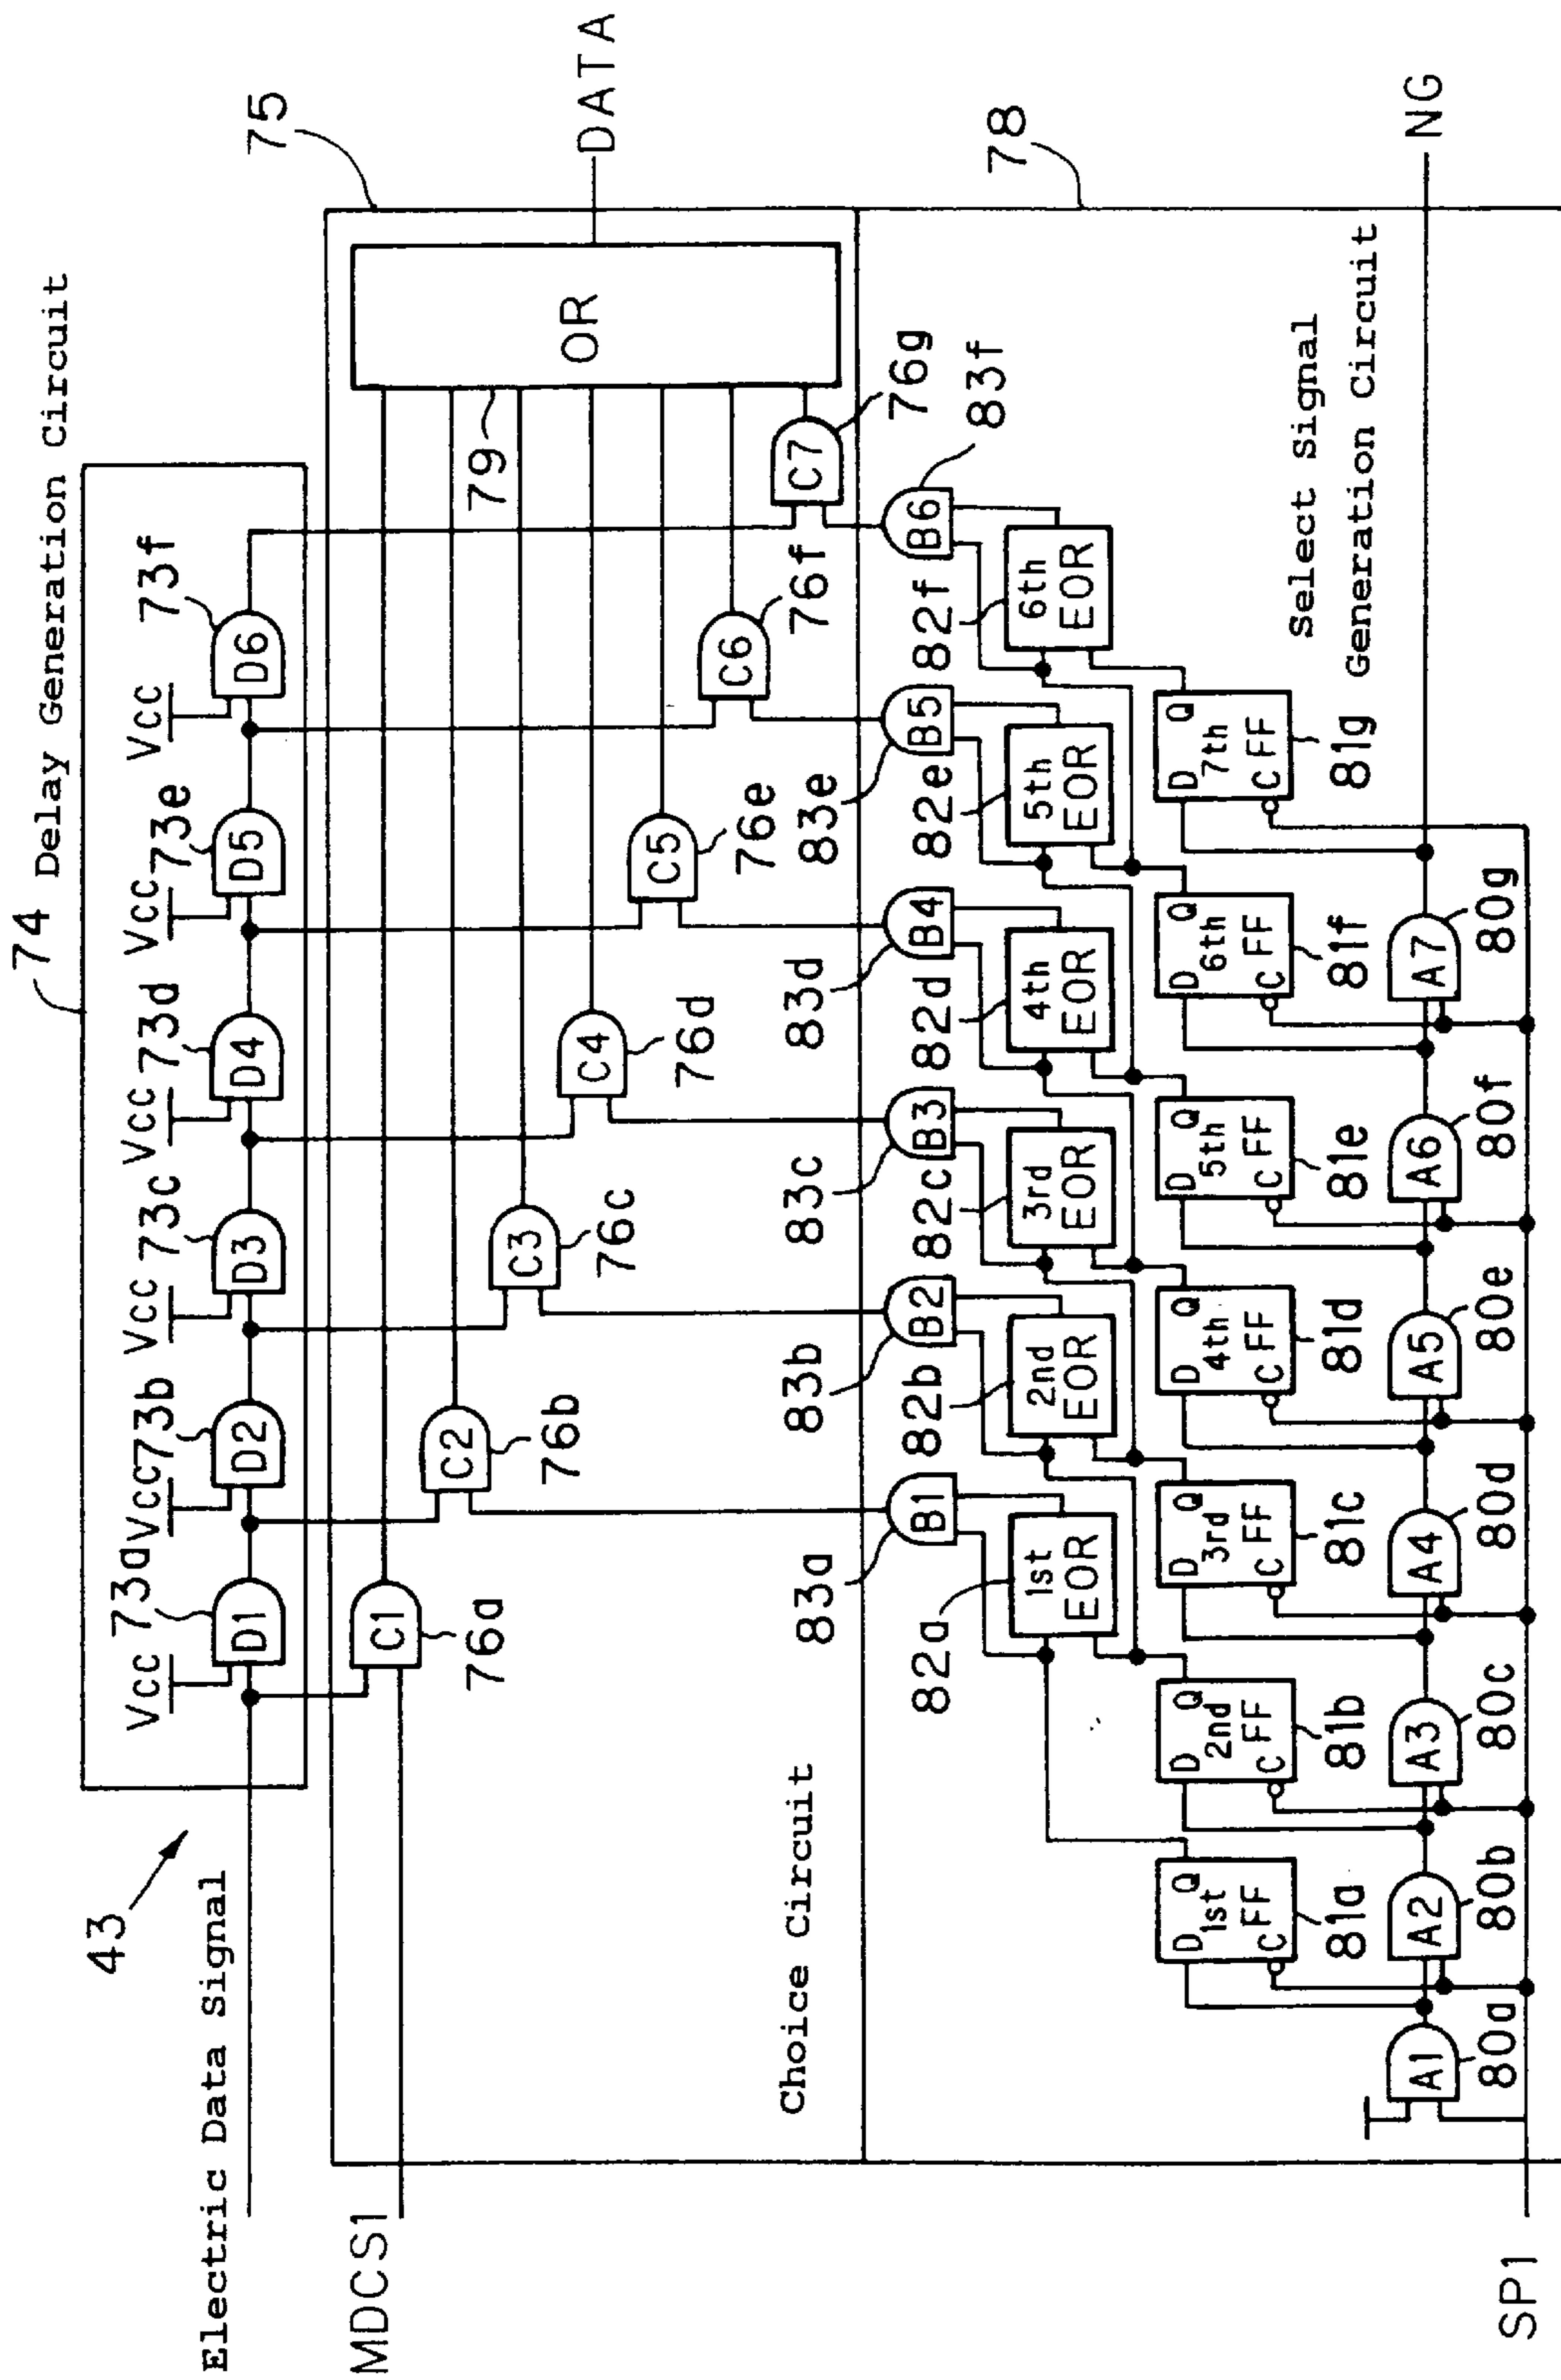 74 Delay Generation Circuit
43
Electric Data Signal
Vcc 73a Vcc 73b Vcc 73c Vcc 73d Vcc 73e Vcc 73f
D1 D2 D3 D4 D5 D6
75
MDCS1
C1 76a
C2 76b
C3 76c
C4 76d
C5 76e
C6 76f
C7 76g
79
OR
DATA
Choice Circuit
83a B1 83b B2 83c B3 83d B4 83e B5 B6 83f
78
82a 82b 82c 82d 82e 82f
1st EOR
2nd EOR
3rd EOR
4th EOR
5th EOR
6th EOR
Select Signal
Generation Circuit
D Q 1st C FF 81a
D Q 2nd C FF 81b
D Q 3rd C FF 81c
D Q 4th C FF 81d
D Q 5th C FF 81e
D Q 6th C FF 81f
D Q 7th C FF 81g
A1 A2 A3 A4 A5 A6 A7
NG
80a 80b 80c 80d 80e 80f 80g
SP1